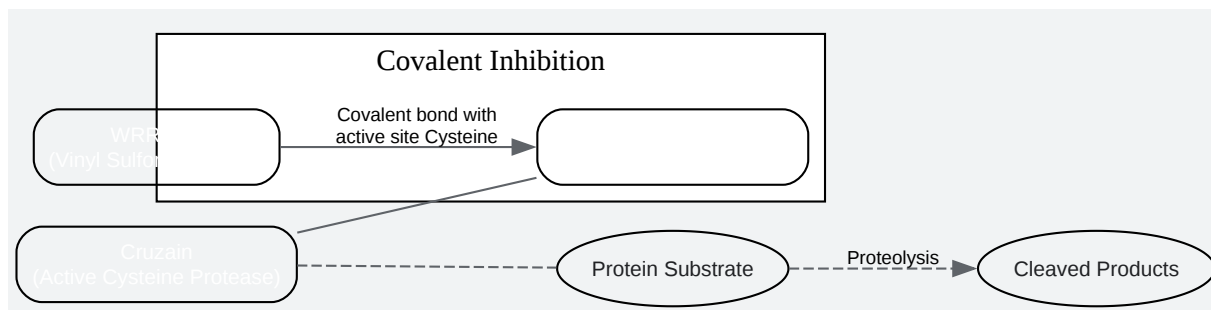 Covalent Inhibition
WRR
(Vinyl Sulfon
Covalent bond with
active site Cysteine
Cruzain
(Active Cysteine Protease)
Protein Substrate
Proteolysis
Cleaved Products